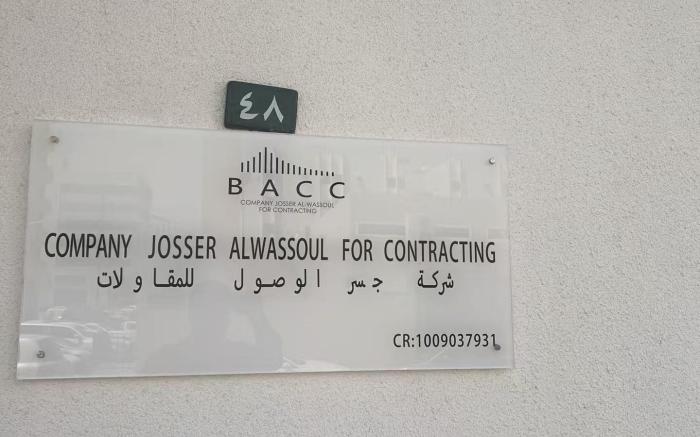 ٤٨
BACC
COMPANY JOSSER AL-WASSOUL
FOR CONTRACTING
COMPANY JOSSER ALWASSOUL FOR CONTRACTING
شركة جسر الوصول للمقاولات
CR:1009037931